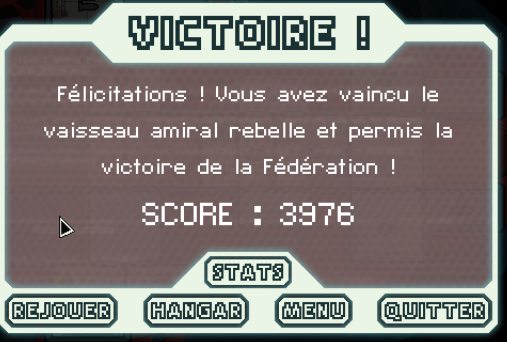 VICTOIRE !
Félicitations ! Vous avez vaincu le
vaisseau amiral rebelle et permis la
victoire de la Fédération !
SCORE : 3976
STATS
REJOUER HANGAR MENU QUITTER